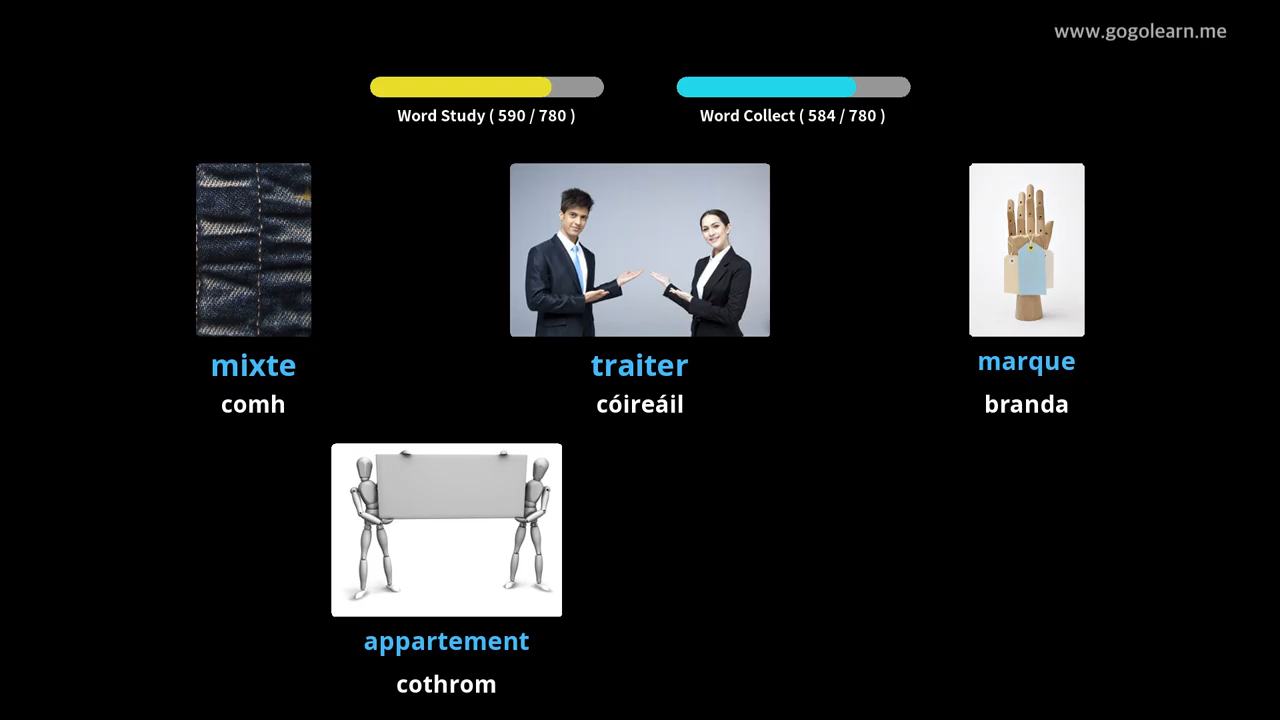 www.gogolearn.me
Word Study ( 590 / 780 )
Word Collect ( 584 / 780 )
mixte
comh
traiter
cóireáil
marque
branda
appartement
cothrom